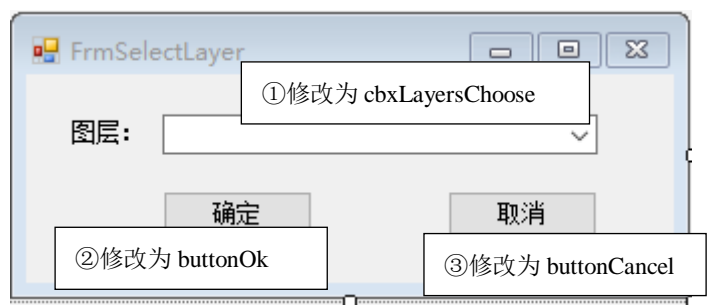 FrmSelectLayer
①修改为 cbxLayersChoose
图层：
确定
取消
②修改为 buttonOk
③修改为 buttonCancel